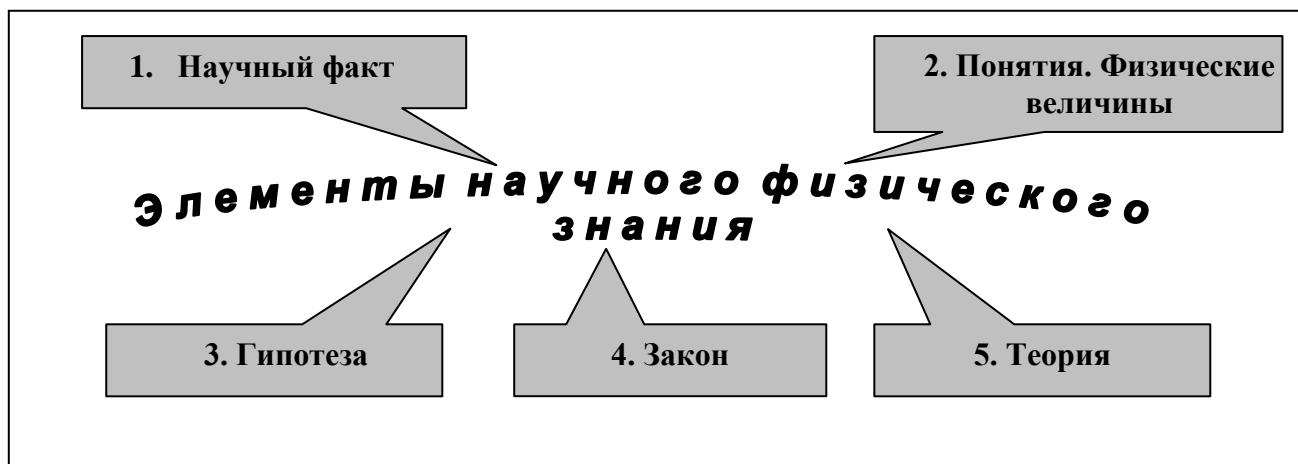 1. Научный факт
2. Понятия. Физические
величины
Элементы научного физического
знания
3. Гипотеза
4. Закон
5. Теория